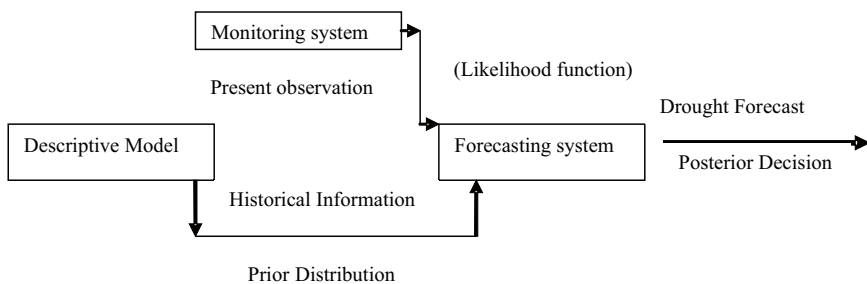 Monitoring system
Present observation
(Likelihood function)
Drought Forecast
Descriptive Model
Forecasting system
Posterior Decision
Historical Information
Prior Distribution